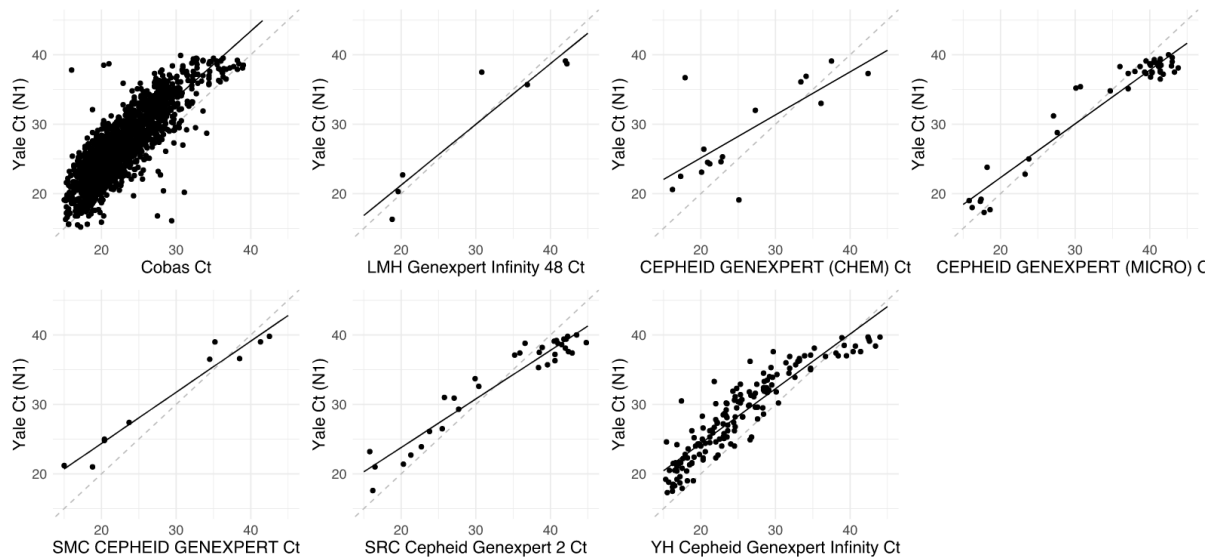 Yale Ct (N1)
40
30
20
20 30 40
Cobas Ct
Yale Ct (N1)
40
30
20
20 30 40
LMH Genexpert Infinity 48 Ct
Yale Ct (N1)
40
30
20
20 30 40
CEPHEID GENEXPERT (CHEM) Ct
Yale Ct (N1)
40
30
20
20 30 40
CEPHEID GENEXPERT (MICRO) C
Yale Ct (N1)
40
30
20
20 30 40
SMC CEPHEID GENEXPERT Ct
Yale Ct (N1)
40
30
20
20 30 40
SRC Cepheid Genexpert 2 Ct
Yale Ct (N1)
40
30
20
20 30 40
YH Cepheid Genexpert Infinity Ct